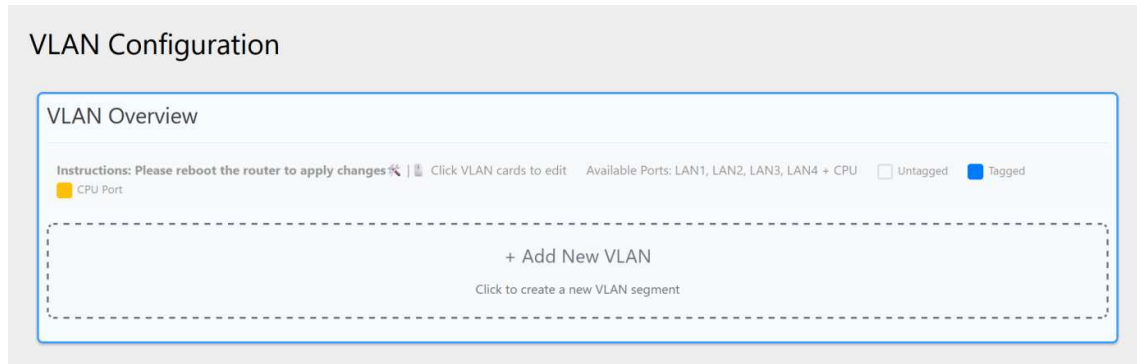 VLAN Configuration
VLAN Overview
Instructions: Please reboot the router to apply changes🛠️ |🖱️ Click VLAN cards to edit Available Ports: LAN1, LAN2, LAN3, LAN4 + CPU Untagged Tagged
CPU Port
+ Add New VLAN
Click to create a new VLAN segment